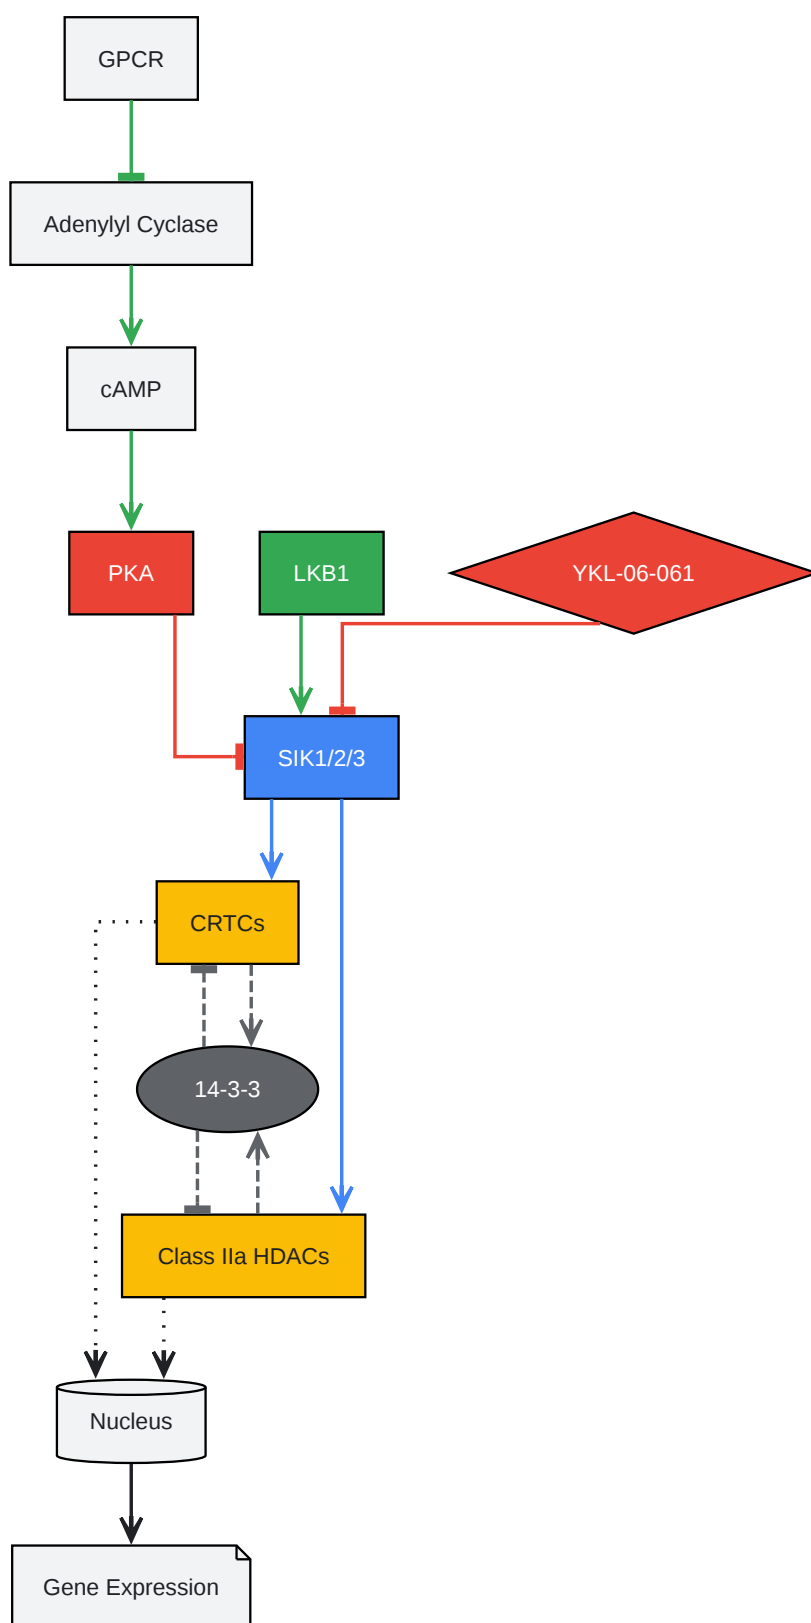 GPCR
Adenylyl Cyclase
cAMP
PKA
LKB1
YKL-06-061
SIK1/2/3
CRTCs
14-3-3
Class IIa HDACs
Nucleus
Gene Expression